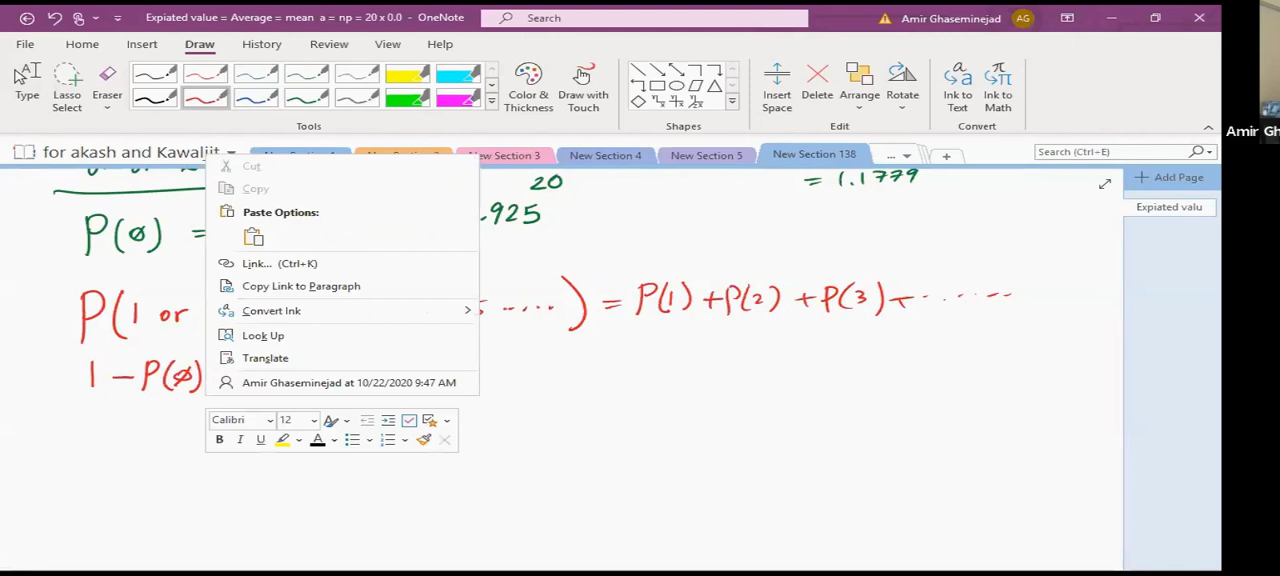 Expiated value = Average = mean a = np = 20 x 0.0 - OneNote
Search
Amir Ghaseminejad
AG
File Home Insert Draw History Review View Help
Type
Lasso Select
Eraser
Color & Thickness
Draw with Touch
Insert Space
Delete
Arrange
Rotate
Ink to Text
Ink to Math
Tools
Shapes
Edit
Convert
Amir Gh
for akash and Kawaljit
New Section 3
New Section 4
New Section 5
New Section 138
...
Search (Ctrl+E)
Add Page
Expiated valu
20
= 1.1779
P(0) =
.925
P(1 or
..... ) = P(1) + P(2) + P(3) + ......
1 - P(0)
Cut
Copy
Paste Options:
Link... (Ctrl+K)
Copy Link to Paragraph
Convert Ink
Look Up
Translate
Amir Ghaseminejad at 10/22/2020 9:47 AM
Calibri 12
B I U A